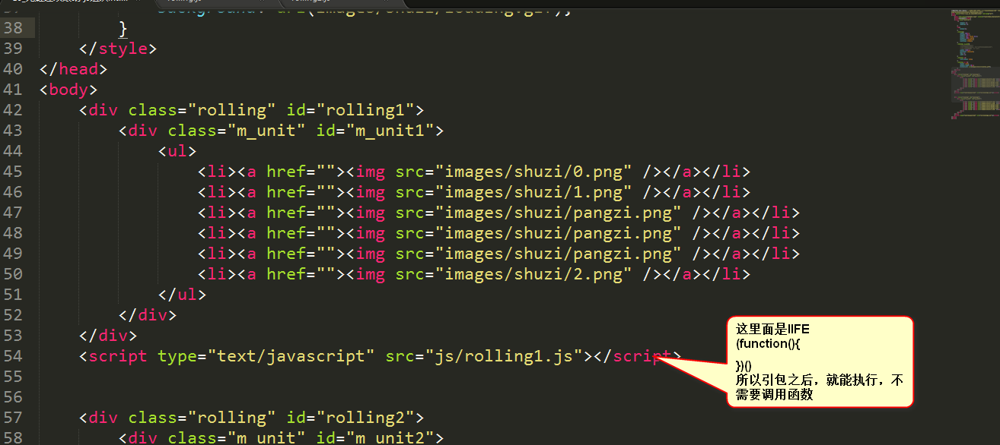 38 }
39 </style>
40 </head>
41 <body>
42 <div class="rolling" id="rolling1">
43 <div class="m_unit" id="m_unit1">
44 <ul>
45 <li><a href=""><img src="images/shuzi/0.png" /></a></li>
46 <li><a href=""><img src="images/shuzi/1.png" /></a></li>
47 <li><a href=""><img src="images/shuzi/pangzi.png" /></a></li>
48 <li><a href=""><img src="images/shuzi/pangzi.png" /></a></li>
49 <li><a href=""><img src="images/shuzi/pangzi.png" /></a></li>
50 <li><a href=""><img src="images/shuzi/2.png" /></a></li>
51 </ul>
52 </div>
53 </div>
54 <script type="text/javascript" src="js/rolling1.js"></script>
55
56
57 <div class="rolling" id="rolling2">
58 <div class="m_unit" id="m_unit2">
这里面是IIFE
(function(){
})()
所以引包之后，就能执行，不
需要调用函数